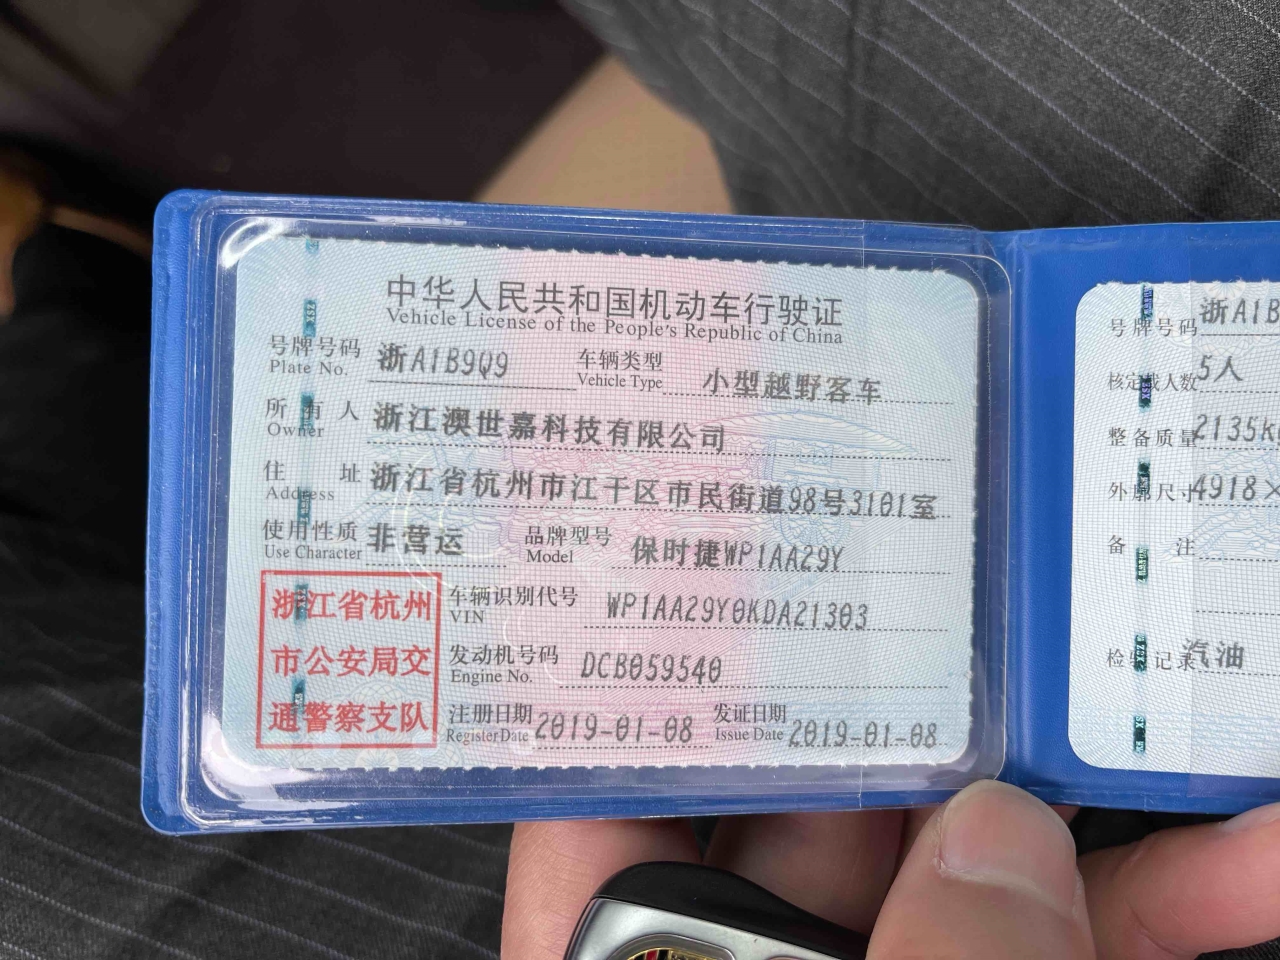 中华人民共和国机动车行驶证
Vehicle License of the People's Republic of China
号牌号码 浙A1B9Q9 车辆类型 小型越野客车
Plate No. Vehicle Type
所有人 浙江澳世嘉科技有限公司
Owner
住址 浙江省杭州市江干区市民街道98号3101室
Address
使用性质 非营运 品牌型号 保时捷WP1AA29Y
Use Character Model
浙江省杭州
市公安局交
通警察支队
车辆识别代号 WP1AA29Y0KDA21303
VIN
发动机号码 DCB059540
Engine No.
注册日期 2019-01-08 发证日期 2019-01-08
Register Date Issue Date
号牌号码 浙A1B
核定载人数 5人
整备质量 2135k
外廓尺寸 4918×
备注
检验记录 汽油